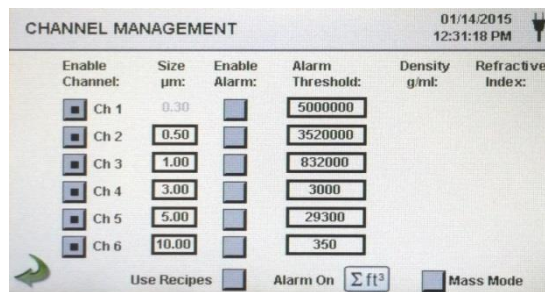 CHANNEL MANAGEMENT
01/14/2015
12:31:18 PM
Enable Channel: Size µm: Enable Alarm: Alarm Threshold: Density g/ml: Refractive Index:
Ch 1 0.30 5000000
Ch 2 0.50 3520000
Ch 3 1.00 832000
Ch 4 3.00 3000
Ch 5 5.00 29300
Ch 6 10.00 350
Use Recipes Alarm On Σ ft³ Mass Mode